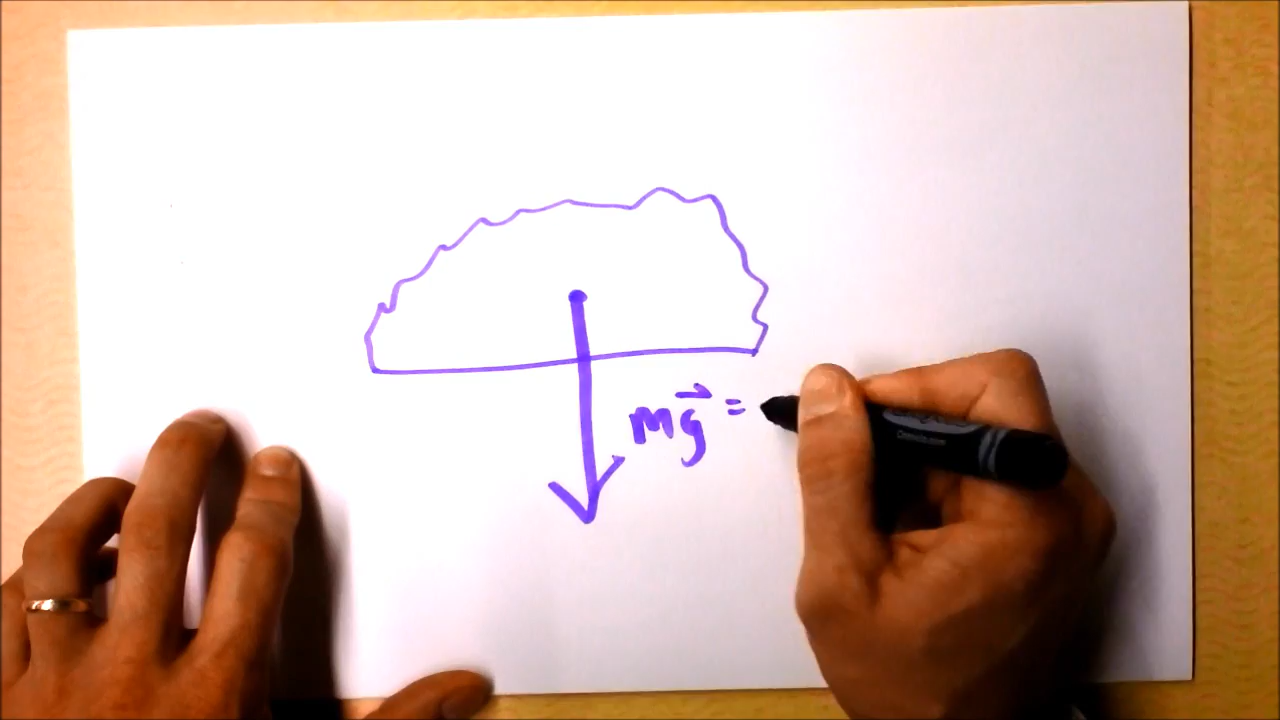 mg⃗ =